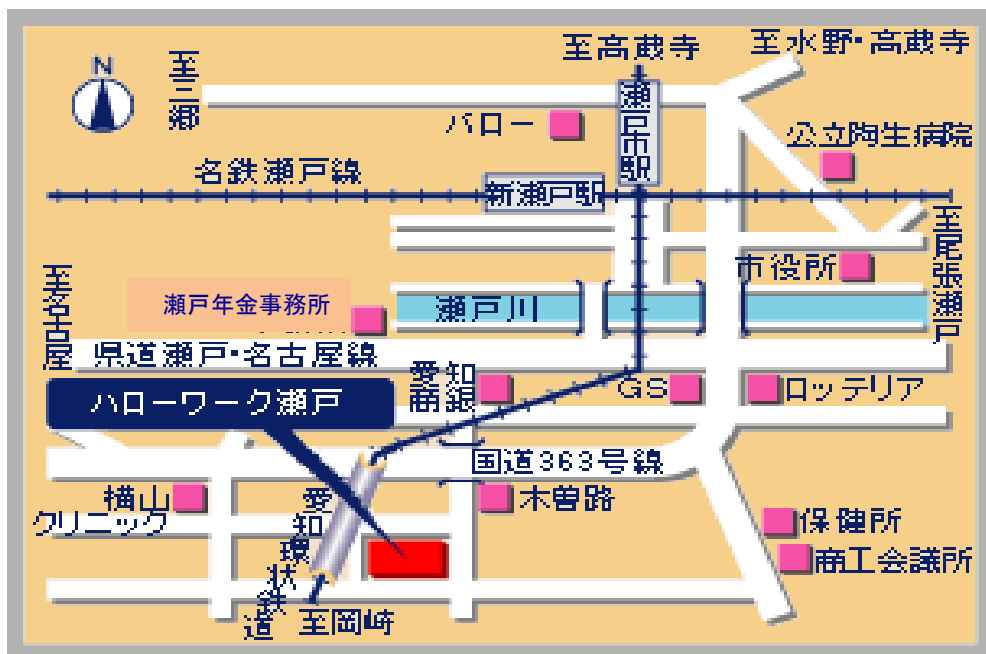 至高蔵寺
至水野・高蔵寺
N
至三郷
瀬戸市駅
バロー
公立陶生病院
名鉄瀬戸線
新瀬戸駅
至尾張瀬戸
市役所
至名古屋
瀬戸年金事務所
瀬戸川
県道瀬戸・名古屋線
愛知
商銀
GS
ロッテリア
ハローワーク瀬戸
国道363号線
横山
クリニック
愛知環状鉄道
木曽路
保健所
商工会議所
至岡崎